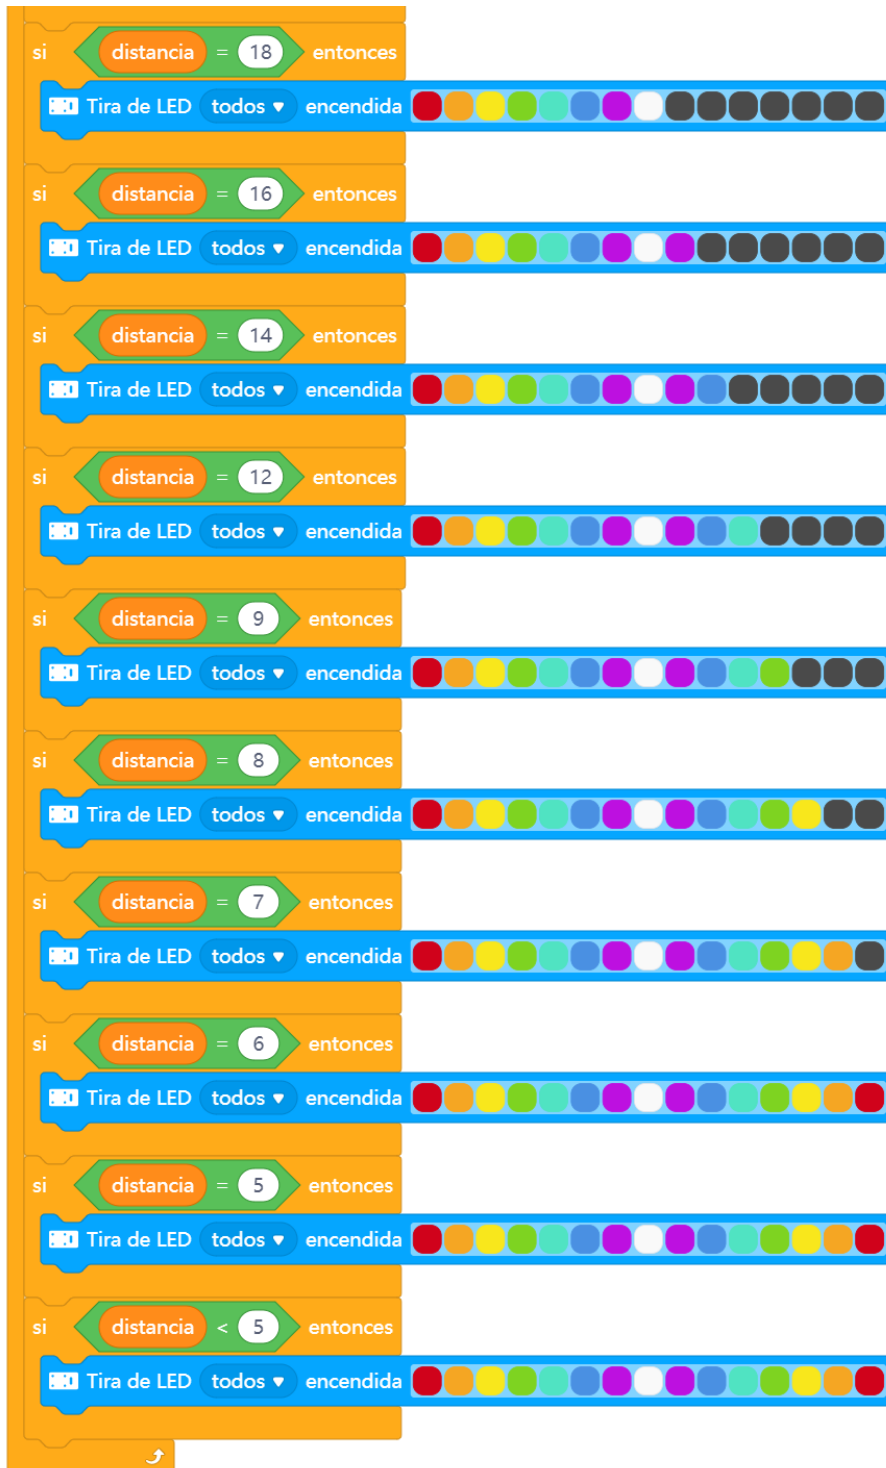 si distancia = 18 entonces
Tira de LED todos ▾ encendida
si distancia = 16 entonces
Tira de LED todos ▾ encendida
si distancia = 14 entonces
Tira de LED todos ▾ encendida
si distancia = 12 entonces
Tira de LED todos ▾ encendida
si distancia = 9 entonces
Tira de LED todos ▾ encendida
si distancia = 8 entonces
Tira de LED todos ▾ encendida
si distancia = 7 entonces
Tira de LED todos ▾ encendida
si distancia = 6 entonces
Tira de LED todos ▾ encendida
si distancia = 5 entonces
Tira de LED todos ▾ encendida
si distancia < 5 entonces
Tira de LED todos ▾ encendida